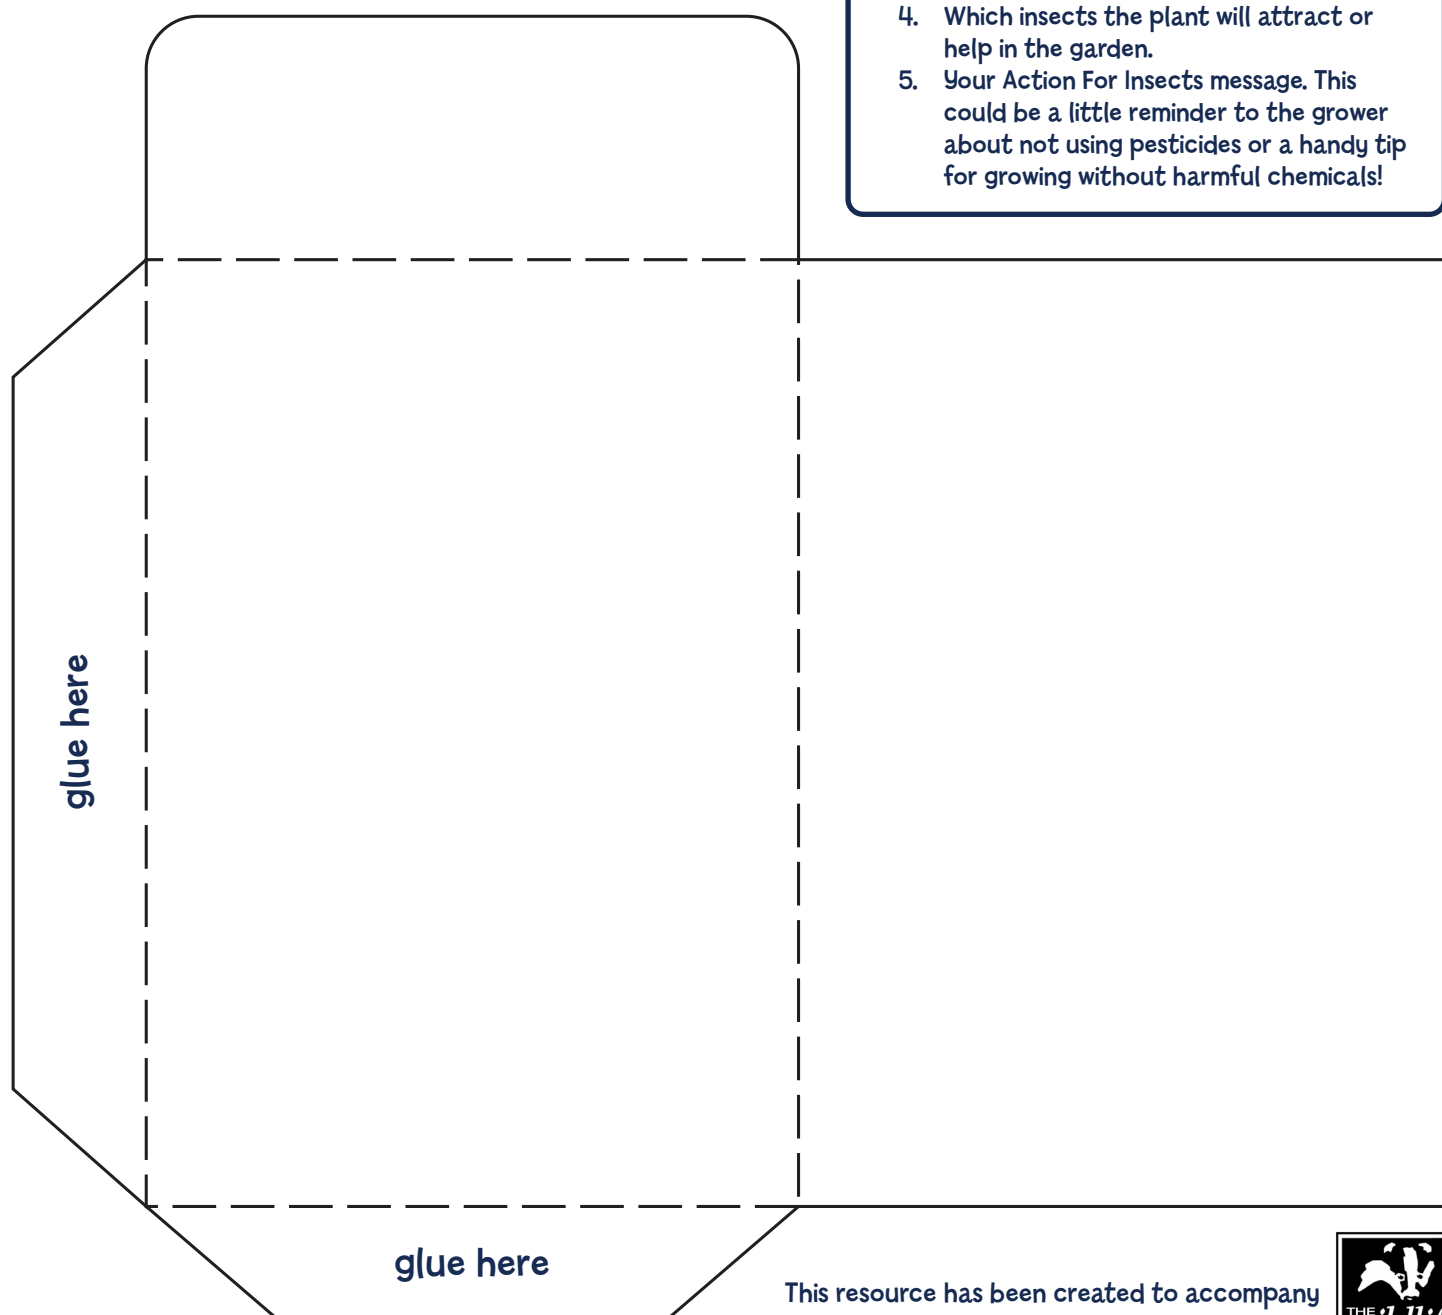 4. Which insects the plant will attract or
help in the garden.
5. Your Action For Insects message. This
could be a little reminder to the grower
about not using pesticides or a handy tip
for growing without harmful chemicals!
glue here
glue here
This resource has been created to accompany
THE